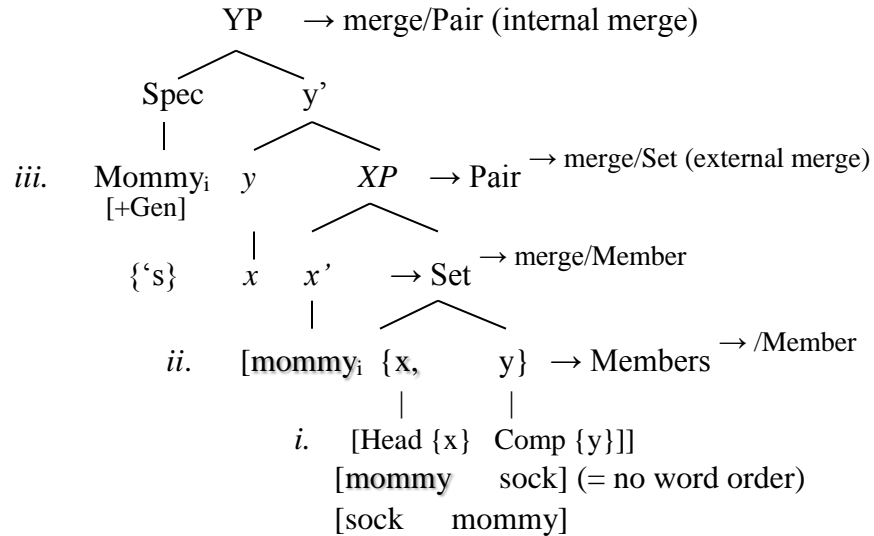 YP → merge/Pair (internal merge)
Spec y’
iii. Mommyi y XP → Pair → merge/Set (external merge)
[+Gen]
{‘s} x x’ → Set → merge/Member
ii. [mommyi {x, y} → Members → /Member
i. [Head {x} Comp {y}]]
[mommy sock] (= no word order)
[sock mommy]